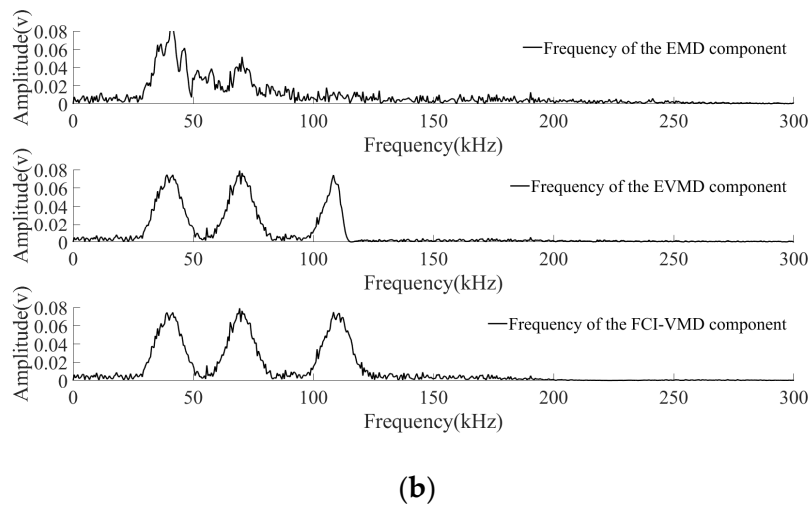 Amplitude(v)
0.08
0.06
0.04
0.02
0
Frequency of the EMD component
0 50 100 150 200 250 300
Frequency(kHz)
Amplitude(v)
0.08
0.06
0.04
0.02
0
Frequency of the EVMD component
0 50 100 150 200 250 300
Frequency(kHz)
Amplitude(v)
0.08
0.06
0.04
0.02
0
Frequency of the FCI-VMD component
0 50 100 150 200 250 300
Frequency(kHz)
(b)